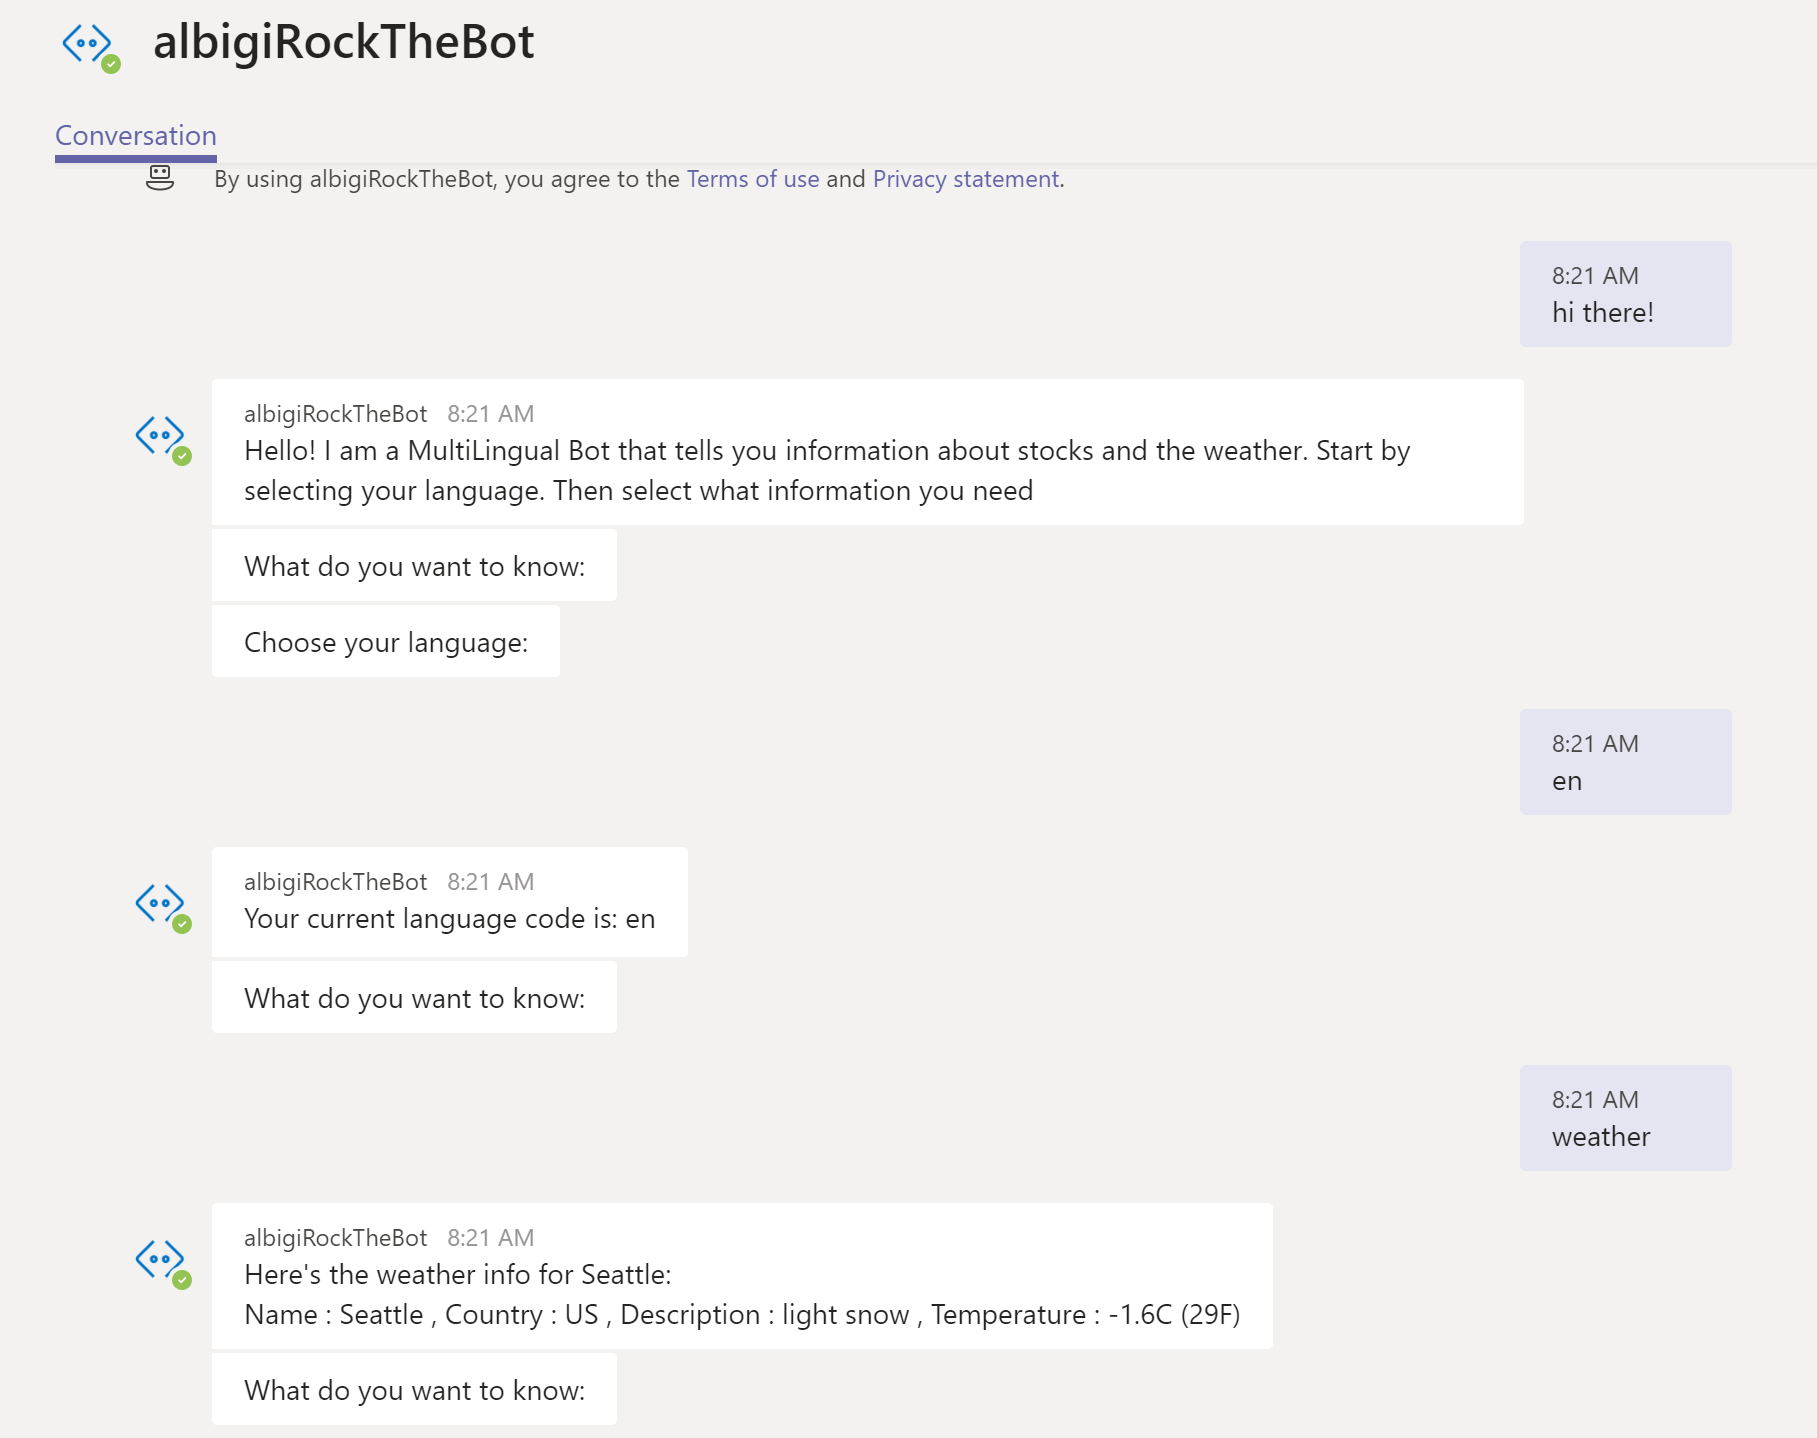 albigiRockTheBot
Conversation
By using albigiRockTheBot, you agree to the Terms of use and Privacy statement.
8:21 AM
hi there!
albigiRockTheBot 8:21 AM
Hello! I am a MultiLingual Bot that tells you information about stocks and the weather. Start by
selecting your language. Then select what information you need
What do you want to know:
Choose your language:
8:21 AM
en
albigiRockTheBot 8:21 AM
Your current language code is: en
What do you want to know:
8:21 AM
weather
albigiRockTheBot 8:21 AM
Here's the weather info for Seattle:
Name : Seattle , Country : US , Description : light snow , Temperature : -1.6C (29F)
What do you want to know: